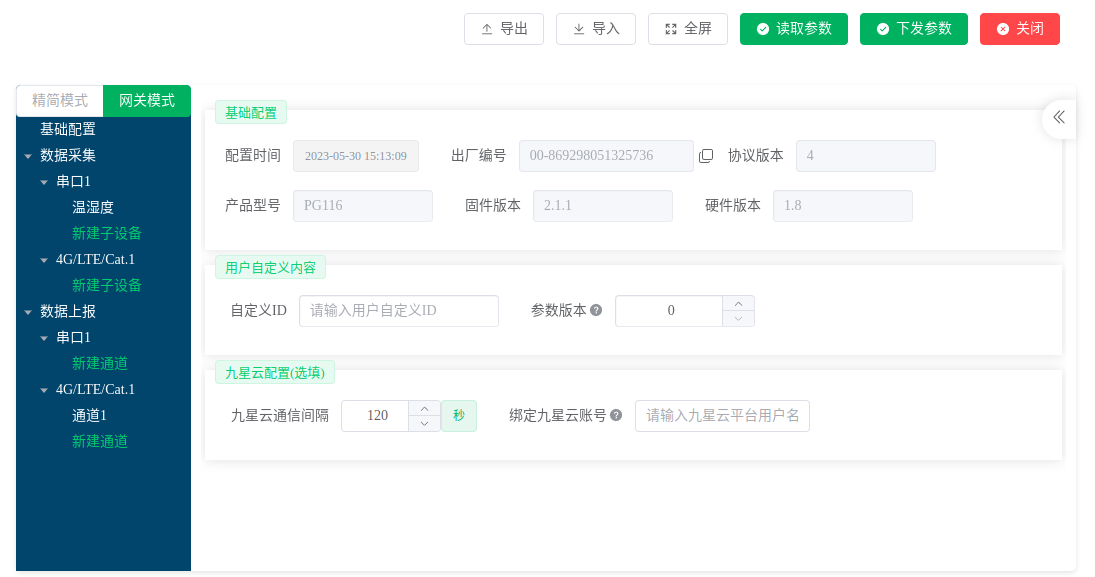 导出 导入 全屏 读取参数 下发参数 关闭
精简模式 网关模式
基础配置
数据采集
串口1
温湿度
新建子设备
4G/LTE/Cat.1
新建子设备
数据上报
串口1
新建通道
4G/LTE/Cat.1
通道1
新建通道
基础配置
配置时间 2023-05-30 15:13:09 出厂编号 00-869298051325736 协议版本 4
产品型号 PG116 固件版本 2.1.1 硬件版本 1.8
用户自定义内容
自定义ID 请输入用户自定义ID 参数版本 ? 0
九星云配置(选填)
九星云通信间隔 120 秒 绑定九星云账号 ? 请输入九星云平台用户名